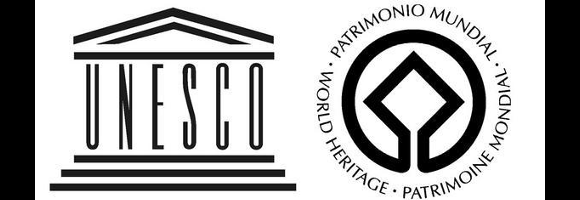 UNESCO
· PATRIMONIO MUNDIAL · WORLD HERITAGE · PATRIMOINE MONDIAL